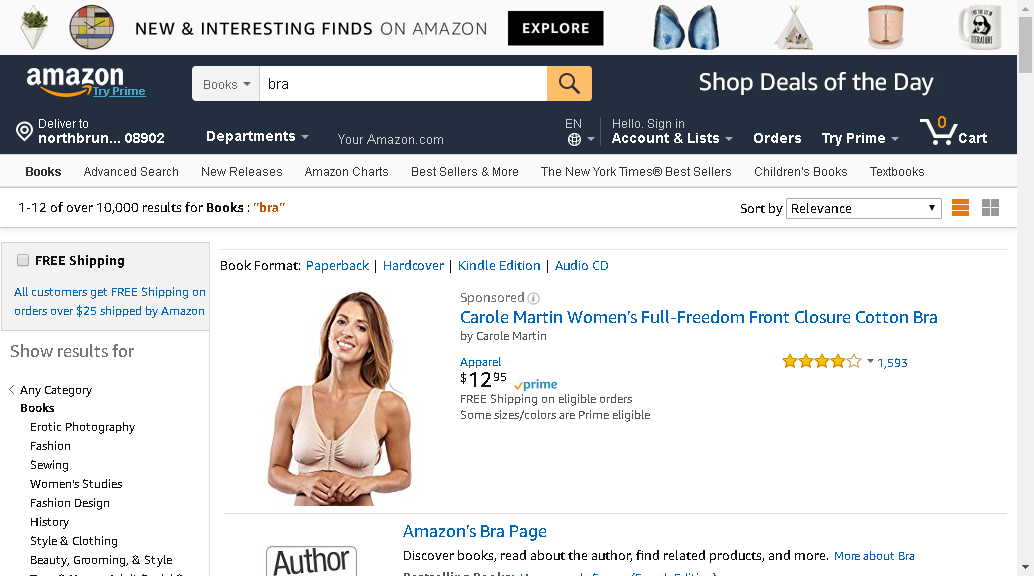 NEW & INTERESTING FINDS ON AMAZON EXPLORE
amazon
Try Prime
Books bra
Shop Deals of the Day
Deliver to
northbrun... 08902
Departments
Your Amazon.com
EN
Hello. Sign in
Account & Lists
Orders
Try Prime
0
Cart
Books Advanced Search New Releases Amazon Charts Best Sellers & More The New York Times® Best Sellers Children's Books Textbooks
1-12 of over 10,000 results for Books : "bra"
Sort by Relevance
FREE Shipping
All customers get FREE Shipping on
orders over $25 shipped by Amazon
Show results for
Any Category
Books
Erotic Photography
Fashion
Sewing
Women's Studies
Fashion Design
History
Style & Clothing
Beauty, Grooming, & Style
Book Format: Paperback | Hardcover | Kindle Edition | Audio CD
Sponsored
Carole Martin Women's Full-Freedom Front Closure Cotton Bra
by Carole Martin
Apparel
$12 95 prime
FREE Shipping on eligible orders
Some sizes/colors are Prime eligible
1,593
Author
Amazon's Bra Page
Discover books, read about the author, find related products, and more. More about Bra